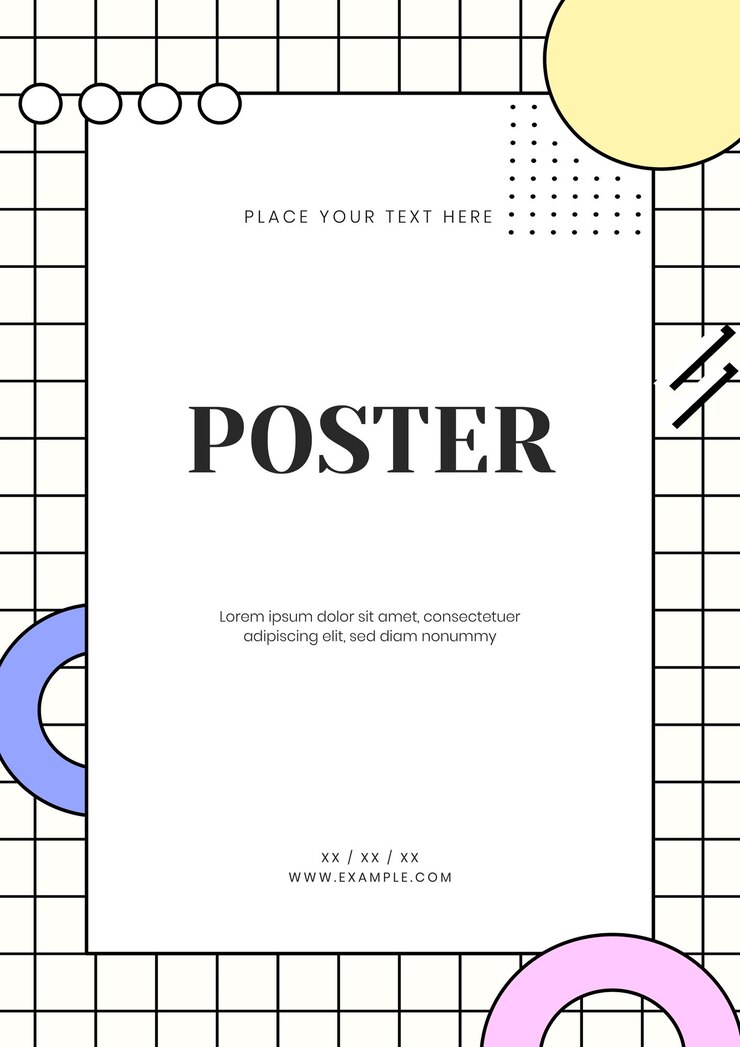 PLACE YOUR TEXT HERE
POSTER
Lorem ipsum dolor sit amet, consectetuer
adipiscing elit, sed diam nonummy
XX / XX / XX
WWW.EXAMPLE.COM